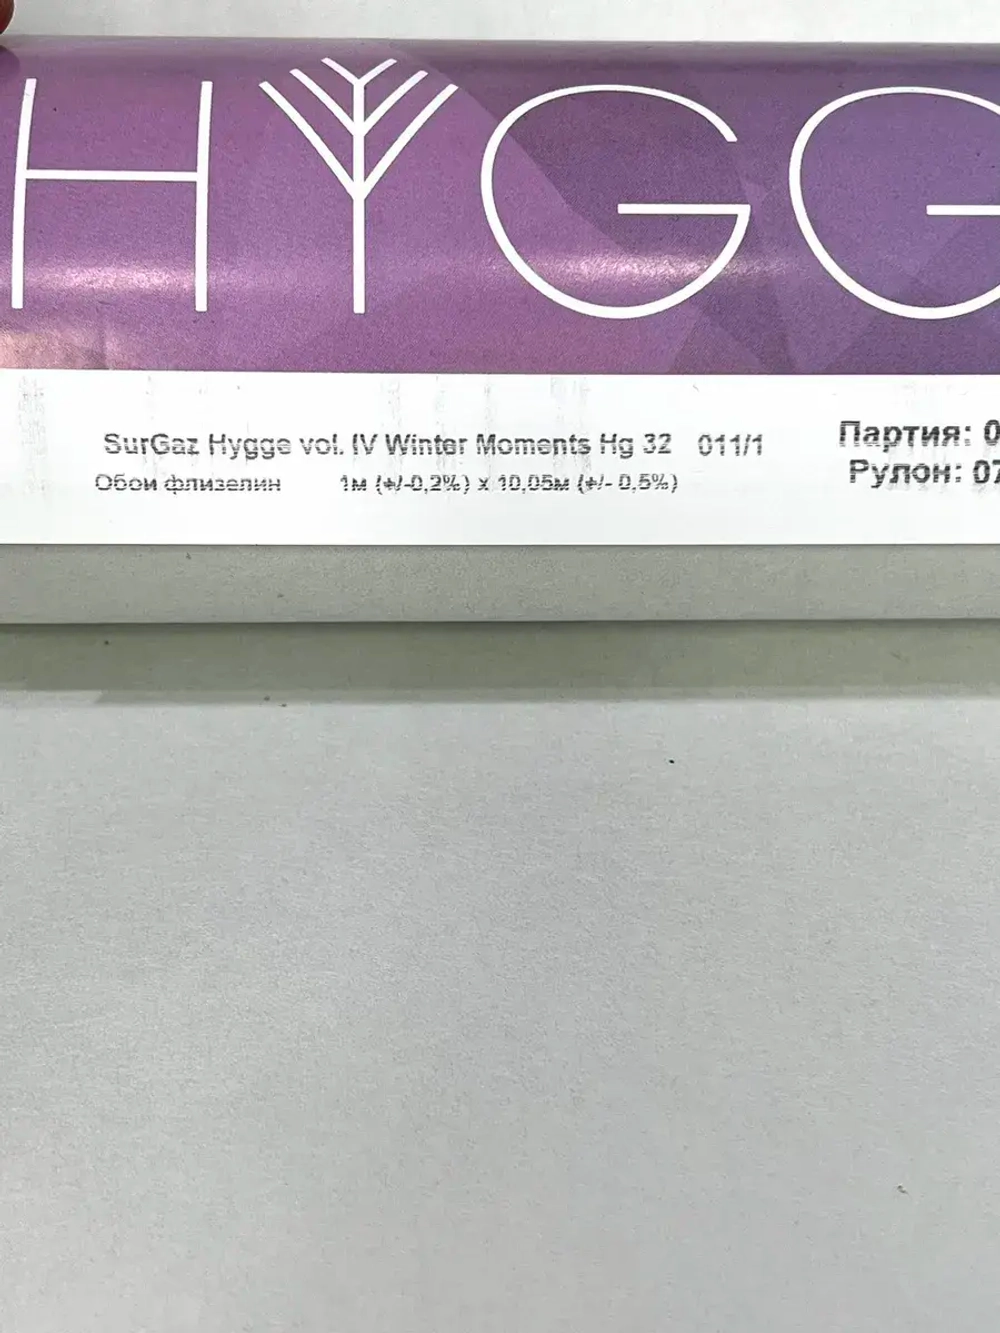 HYGG
SurGaz Hygge vol. IV Winter Moments Hg 32 011/1
Партия: 0
Обои флизелин 1м (+/-0,2%) x 10,05м (+/- 0,5%)
Рулон: 07